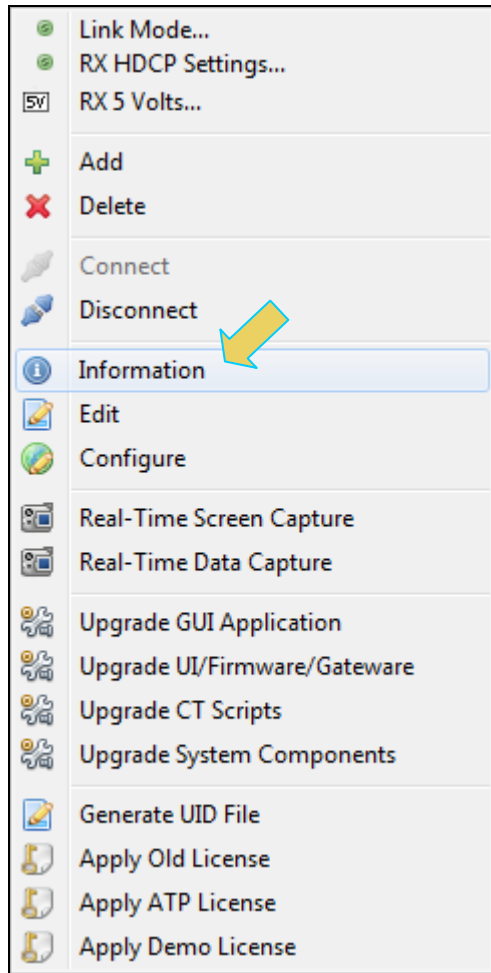 Link Mode...
RX HDCP Settings...
5V RX 5 Volts...
Add
Delete
Connect
Disconnect
Information
Edit
Configure
Real-Time Screen Capture
Real-Time Data Capture
Upgrade GUI Application
Upgrade UI/Firmware/Gateware
Upgrade CT Scripts
Upgrade System Components
Generate UID File
Apply Old License
Apply ATP License
Apply Demo License